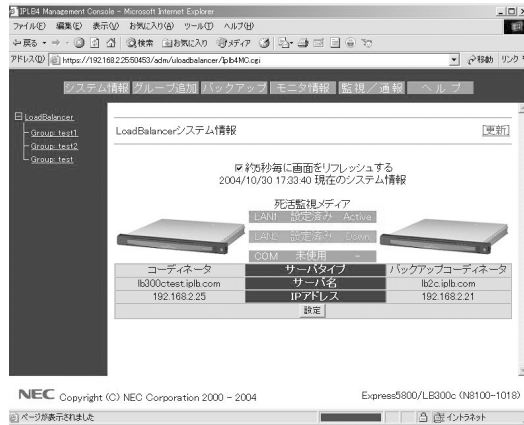 IPLB4 Management Console - Microsoft Internet Explorer
ファイル(F) 編集(E) 表示(V) お気に入り(A) ツール(T) ヘルプ(H)
戻る 検索 お気に入り メディア
アドレス(D) https://192.168.2.25:50453/adm/uloadbalancer/Iplb4MC.cgi 移動 リンク
システム情報 グループ追加 バックアップ モニタ情報 監視／通報 ヘルプ
LoadBalancer
Group: test1
Group: test2
Group: test
LoadBalancerシステム情報 [更新]
約5秒毎に画面をリフレッシュする
2004/10/30 17:33:40 現在のシステム情報
死活監視メディア
LAN1 設定済み Active
LAN2 設定済み Down
COM 未使用 -
コーディネータ サーバタイプ バックアップコーディネータ
lb300ctest.iplb.com サーバ名 lb2c.iplb.com
192.168.2.25 IPアドレス 192.168.2.21
設定
NEC Copyright (C) NEC Corporation 2000 - 2004 Express5800/LB300c (N8100-1018)
ページが表示されました イントラネット